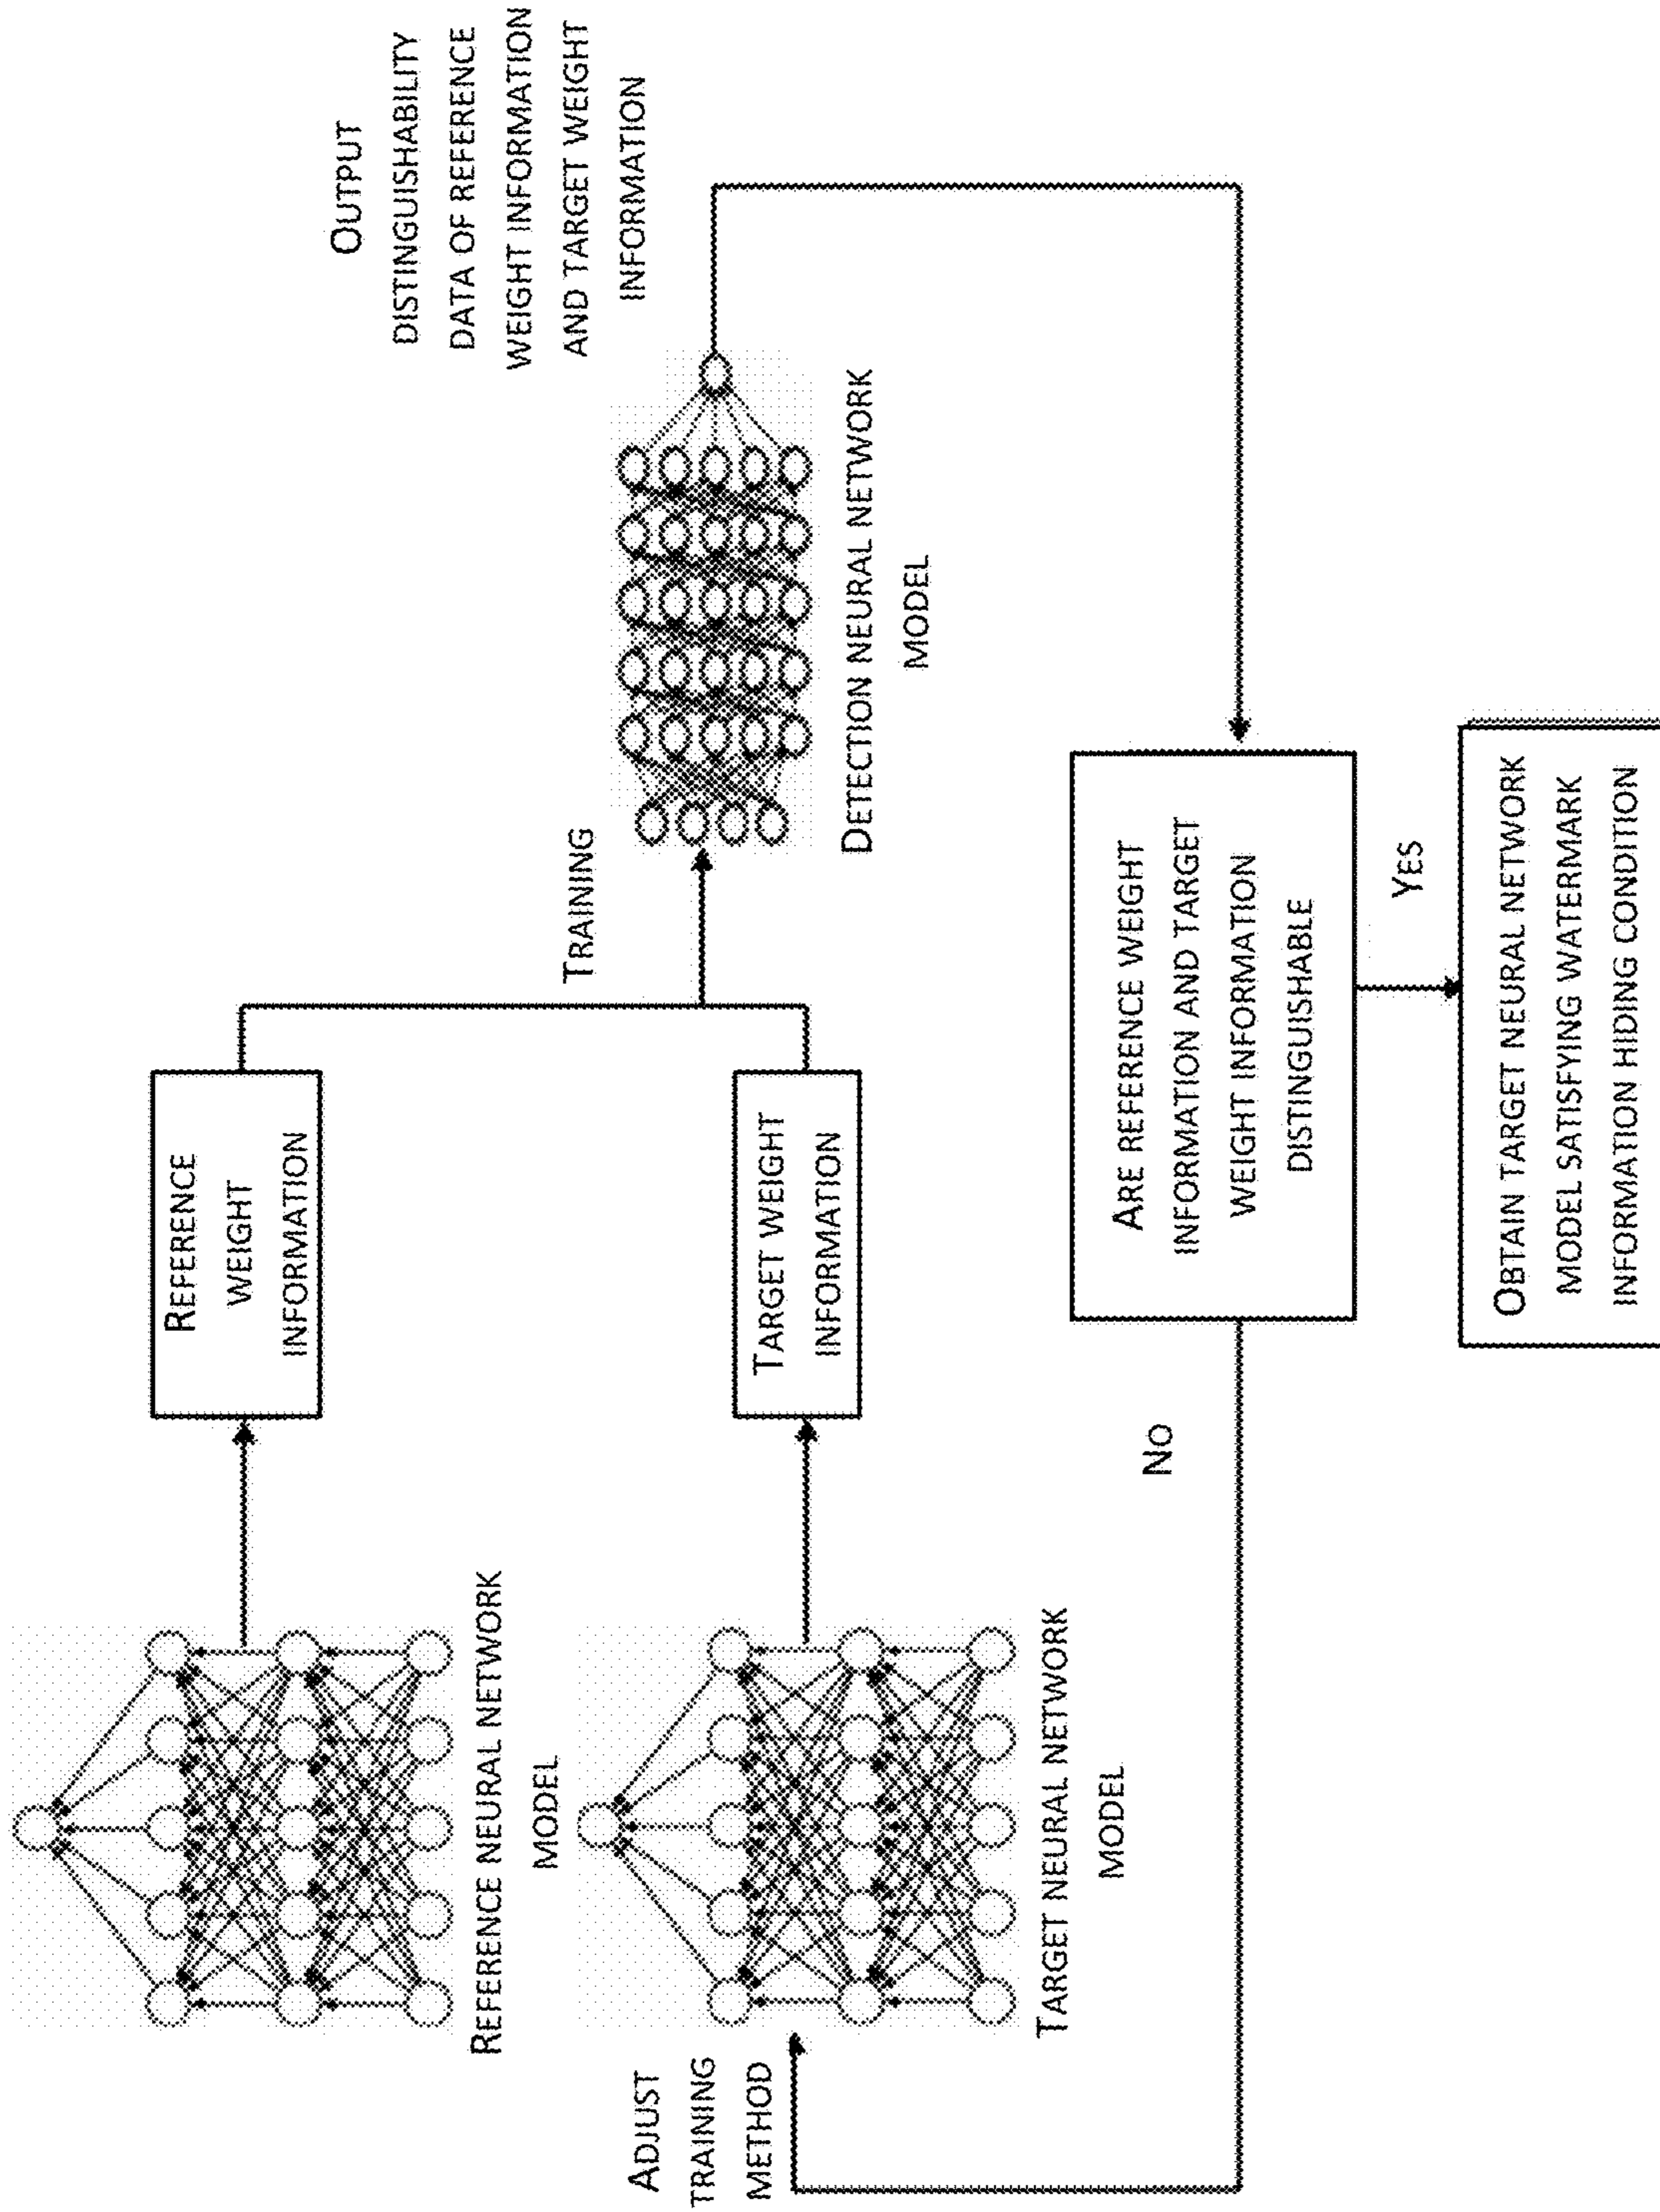 REFERENCE NEURAL NETWORK
MODEL
REFERENCE
WEIGHT
INFORMATION
ADJUST
TRAINING
METHOD
TARGET NEURAL NETWORK
MODEL
TARGET WEIGHT
INFORMATION
TRAINING
DETECTION NEURAL NETWORK
MODEL
OUTPUT
DISTINGUISHABILITY
DATA OF REFERENCE
WEIGHT INFORMATION
AND TARGET WEIGHT
INFORMATION
NO
ARE REFERENCE WEIGHT
INFORMATION AND TARGET
WEIGHT INFORMATION
DISTINGUISHABLE
YES
OBTAIN TARGET NEURAL NETWORK
MODEL SATISFYING WATERMARK
INFORMATION HIDING CONDITION